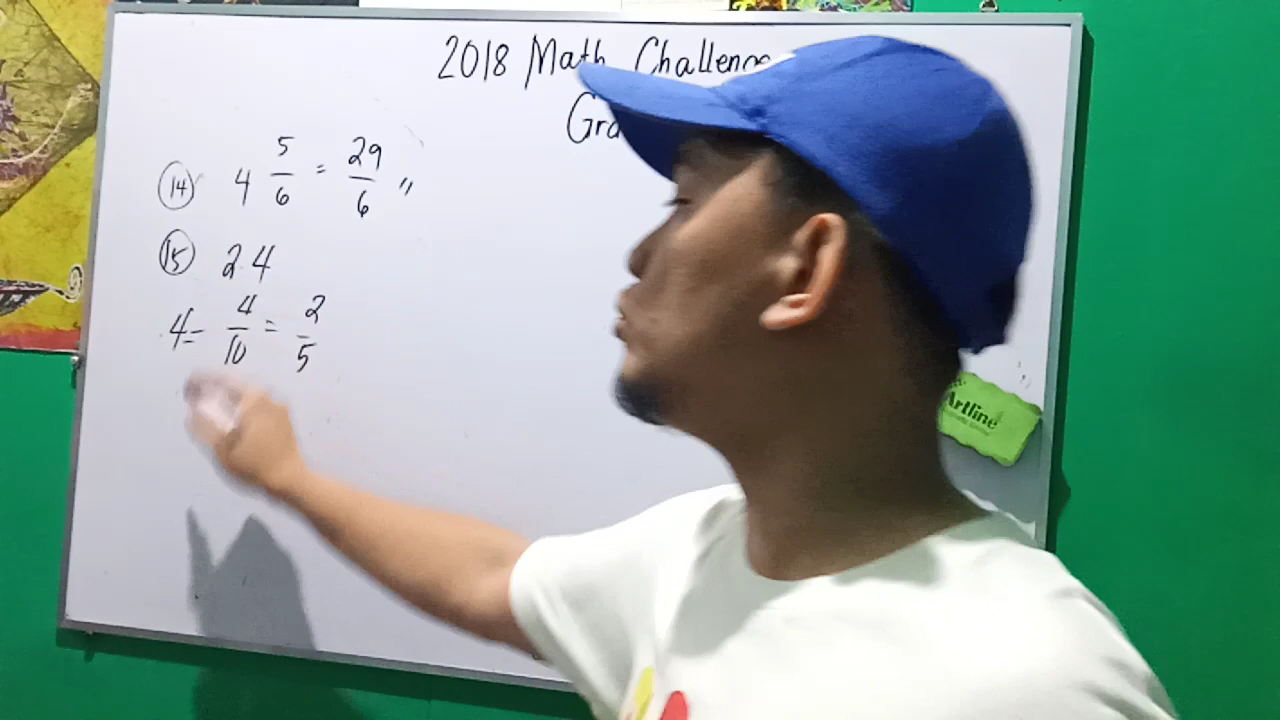 2018 Math Challenge
Gra
14 4 5/6 = 29/6 "
15 2.4
4 = 4/10 = 2/5
Artline